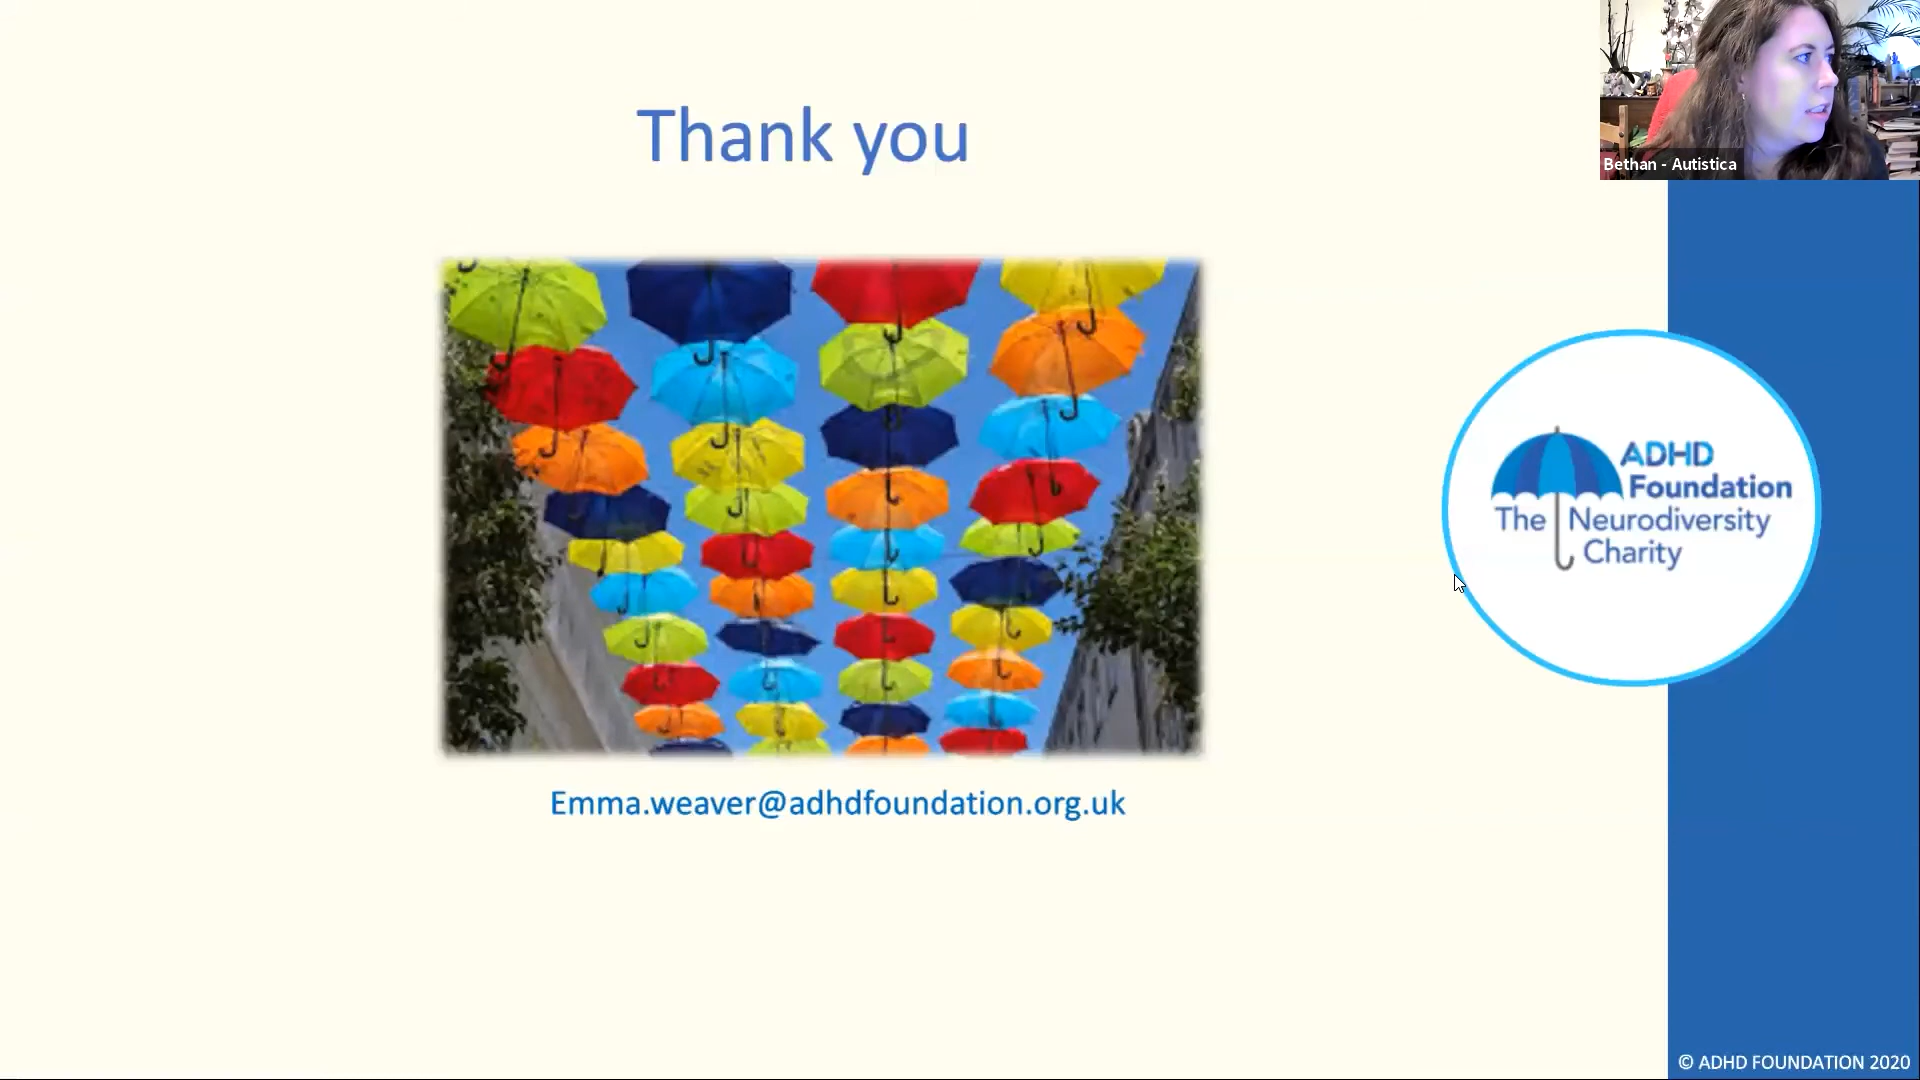 Thank you
Bethan - Autistica
ADHD
Foundation
The Neurodiversity
Charity
Emma.weaver@adhdfoundation.org.uk
© ADHD FOUNDATION 2020